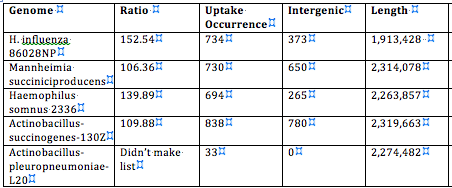 Genome Ratio Uptake Occurrence Intergenic Length
H. influenza 86028NP 152.54 734 373 1,913,428
Mannheimia succiniciproducens 106.36 730 650 2,314,078
Haemophilus somnus 2336 139.89 694 265 2,263,857
Actinobacillus- succinogenes-130Z 109.88 838 780 2,319,663
Actinobacillus- pleuropneumoniae- L20 Didn't make list 33 0 2,274,482